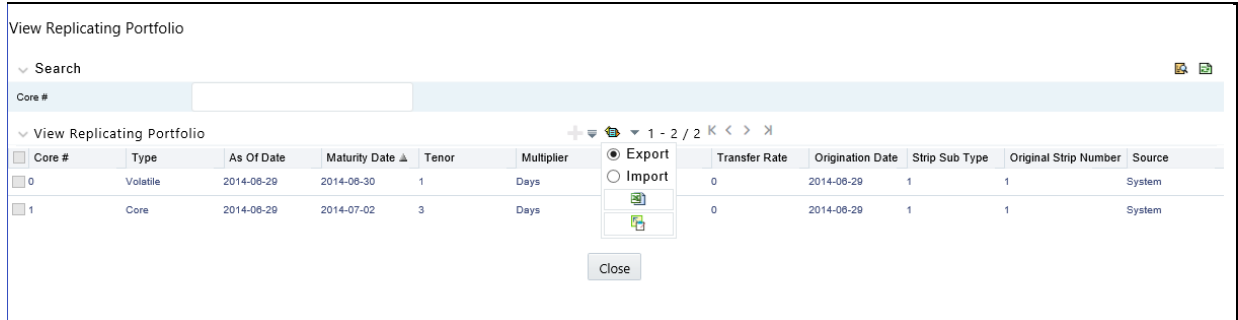 View Replicating Portfolio
Search
Core #
View Replicating Portfolio 1 - 2 / 2
Core # Type As Of Date Maturity Date Tenor Multiplier Export Transfer Rate Origination Date Strip Sub Type Original Strip Number Source
Import
0 Volatile 2014-06-29 2014-06-30 1 Days 0 2014-06-29 1 1 System
1 Core 2014-06-29 2014-07-02 3 Days 0 2014-06-29 1 1 System
Close